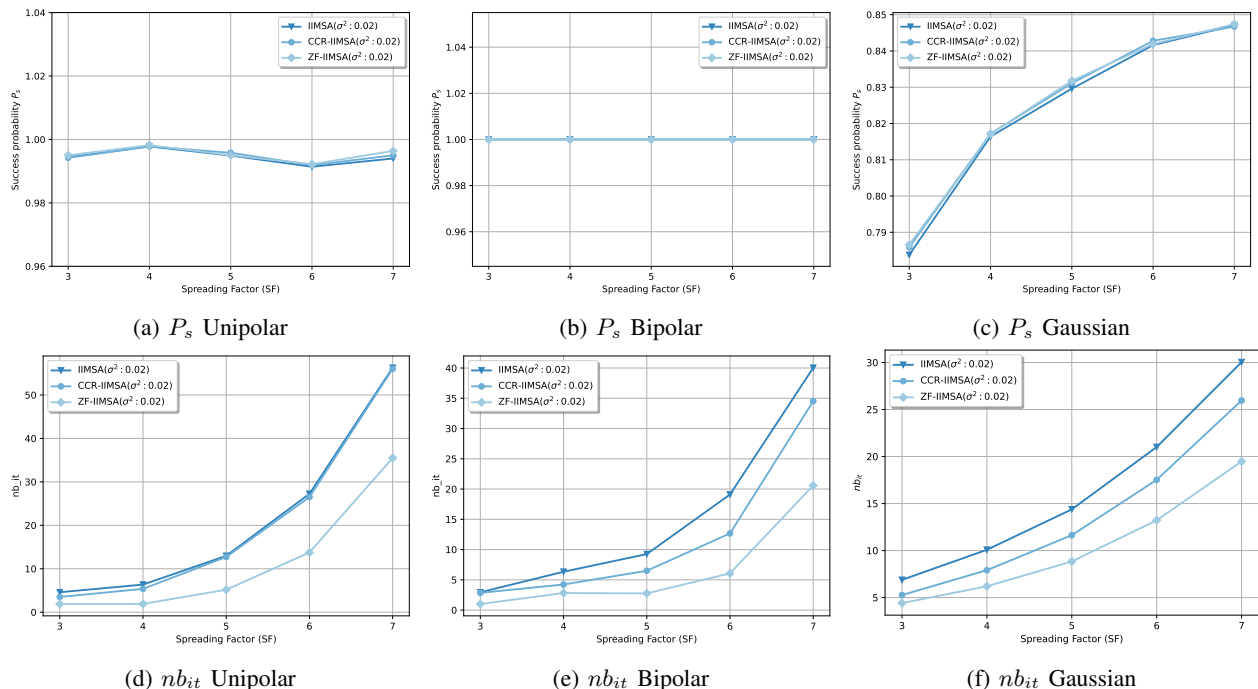 1.04
1.02
1.00
0.98
0.96
Success probability P_s
3 4 5 6 7
Spreading Factor (SF)
IIMSA(σ²: 0.02)
CCR-IIMSA(σ²: 0.02)
ZF-IIMSA(σ²: 0.02)
(a) P_s Unipolar
1.04
1.02
1.00
0.98
0.96
Success probability P_s
3 4 5 6 7
Spreading Factor (SF)
IIMSA(σ²: 0.02)
CCR-IIMSA(σ²: 0.02)
ZF-IIMSA(σ²: 0.02)
(b) P_s Bipolar
0.85
0.84
0.83
0.82
0.81
0.80
0.79
Success probability P_s
3 4 5 6 7
Spreading Factor (SF)
IIMSA(σ²: 0.02)
CCR-IIMSA(σ²: 0.02)
ZF-IIMSA(σ²: 0.02)
(c) P_s Gaussian
50
40
30
20
10
0
nb_it
3 4 5 6 7
Spreading Factor (SF)
IIMSA(σ²: 0.02)
CCR-IIMSA(σ²: 0.02)
ZF-IIMSA(σ²: 0.02)
(d) nb_it Unipolar
40
35
30
25
20
15
10
5
0
nb_it
3 4 5 6 7
Spreading Factor (SF)
IIMSA(σ²: 0.02)
CCR-IIMSA(σ²: 0.02)
ZF-IIMSA(σ²: 0.02)
(e) nb_it Bipolar
30
25
20
15
10
5
nb_it
3 4 5 6 7
Spreading Factor (SF)
IIMSA(σ²: 0.02)
CCR-IIMSA(σ²: 0.02)
ZF-IIMSA(σ²: 0.02)
(f) nb_it Gaussian